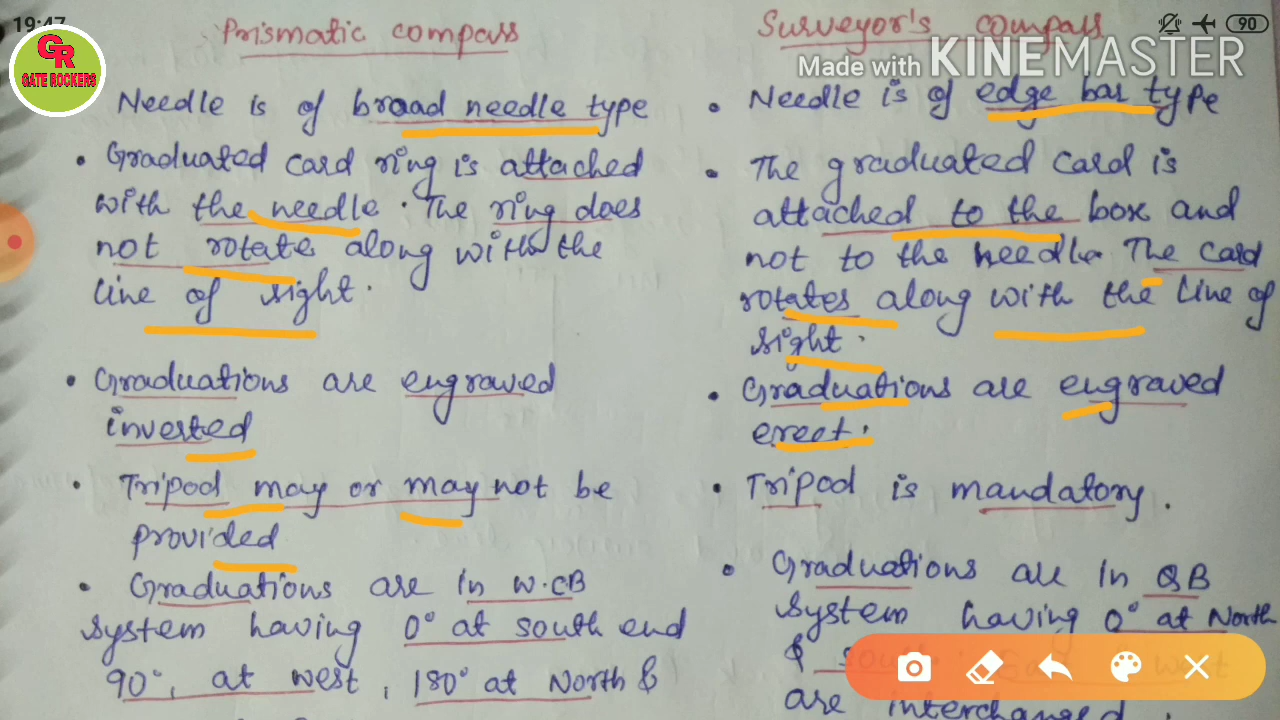 19:47
90
GR
GATE ROCKERS
Made with KINEMASTER
Prismatic compass
Needle is of broad needle type
• Graduated card ring is attached
with the needle. The ring does
not rotate along with the
line of sight.
• Graduations are engraved
inverted
• Tripod may or may not be
provided
• Graduations are in W.CB
system having 0° at south end
90°, at west, 180° at North &
Surveyor's compass
• Needle is of edge bar type
• The graduated card is
attached to the box and
not to the needle. The card
rotates along with the line of
sight.
• Graduations are engraved
erect.
• Tripod is mandatory.
• Graduations are in QB
system having 0° at North
& South. East & West
are interchanged.